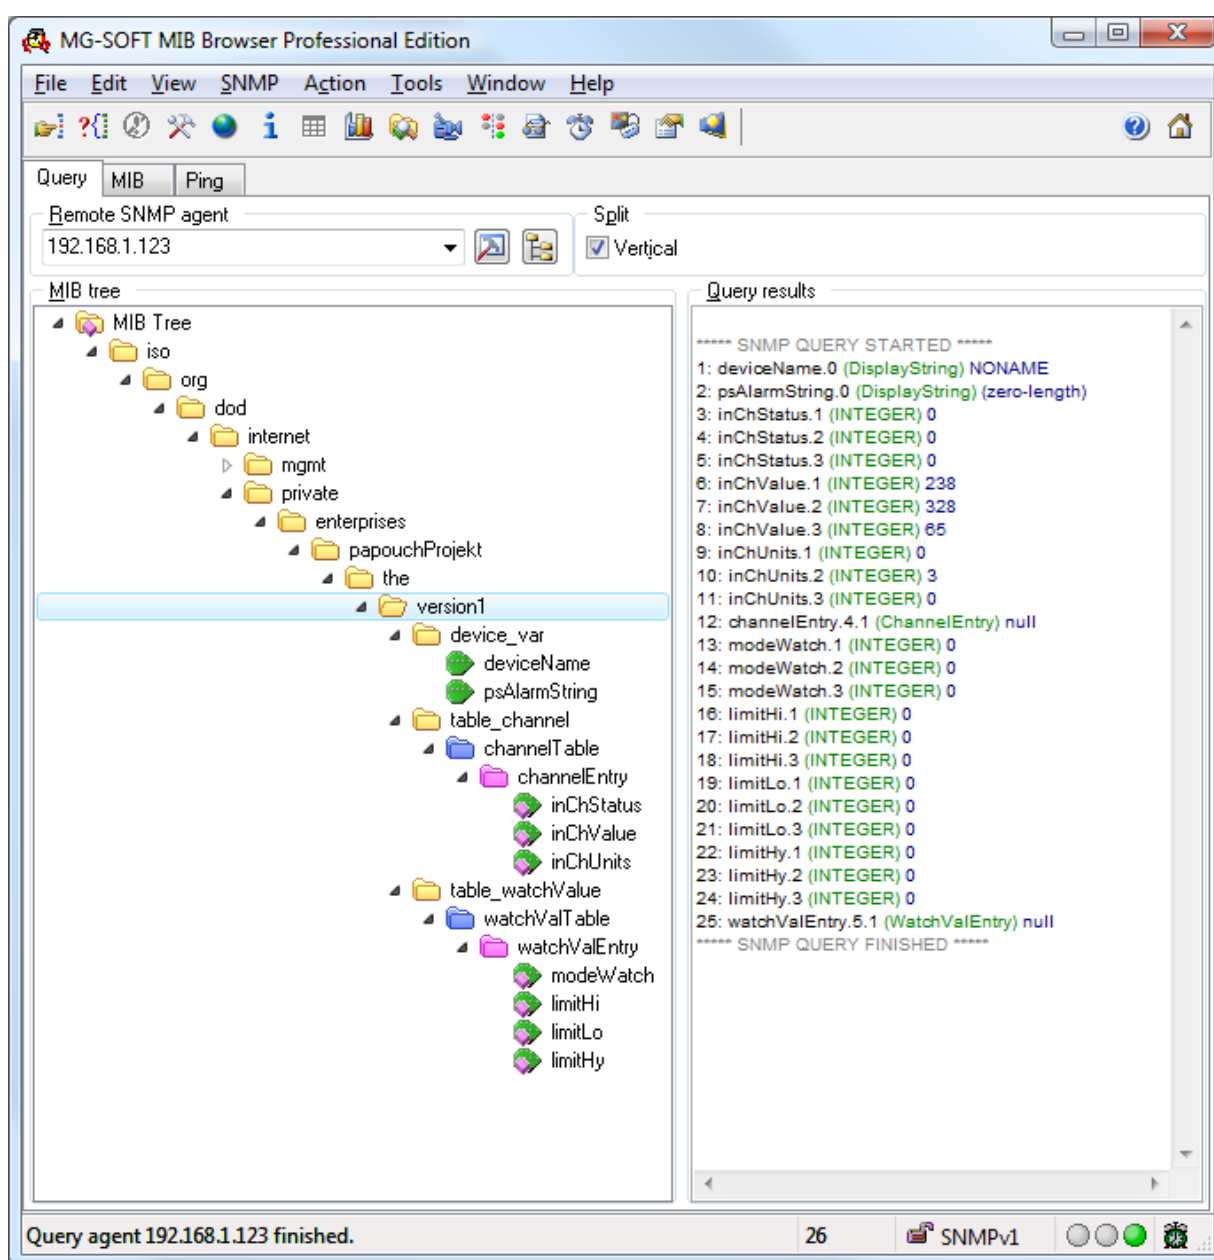 MG-SOFT MIB Browser Professional Edition
File Edit View SNMP Action Tools Window Help
Query MIB Ping
Remote SNMP agent
192.168.1.123
Split
Vertical
MIB tree
MIB Tree
iso
org
dod
internet
mgmt
private
enterprises
papouchProjekt
the
version1
device_var
deviceName
psAlarmString
table_channel
channelTable
channelEntry
inChStatus
inChValue
inChUnits
table_watchValue
watchValTable
watchValEntry
modeWatch
limitHi
limitLo
limitHy
Query results
***** SNMP QUERY STARTED *****
1: deviceName.0 (DisplayString) NONAME
2: psAlarmString.0 (DisplayString) (zero-length)
3: inChStatus.1 (INTEGER) 0
4: inChStatus.2 (INTEGER) 0
5: inChStatus.3 (INTEGER) 0
6: inChValue.1 (INTEGER) 238
7: inChValue.2 (INTEGER) 328
8: inChValue.3 (INTEGER) 65
9: inChUnits.1 (INTEGER) 0
10: inChUnits.2 (INTEGER) 3
11: inChUnits.3 (INTEGER) 0
12: channelEntry.4.1 (ChannelEntry) null
13: modeWatch.1 (INTEGER) 0
14: modeWatch.2 (INTEGER) 0
15: modeWatch.3 (INTEGER) 0
16: limitHi.1 (INTEGER) 0
17: limitHi.2 (INTEGER) 0
18: limitHi.3 (INTEGER) 0
19: limitLo.1 (INTEGER) 0
20: limitLo.2 (INTEGER) 0
21: limitLo.3 (INTEGER) 0
22: limitHy.1 (INTEGER) 0
23: limitHy.2 (INTEGER) 0
24: limitHy.3 (INTEGER) 0
25: watchValEntry.5.1 (WatchValEntry) null
***** SNMP QUERY FINISHED *****
Query agent 192.168.1.123 finished. 26 SNMPv1